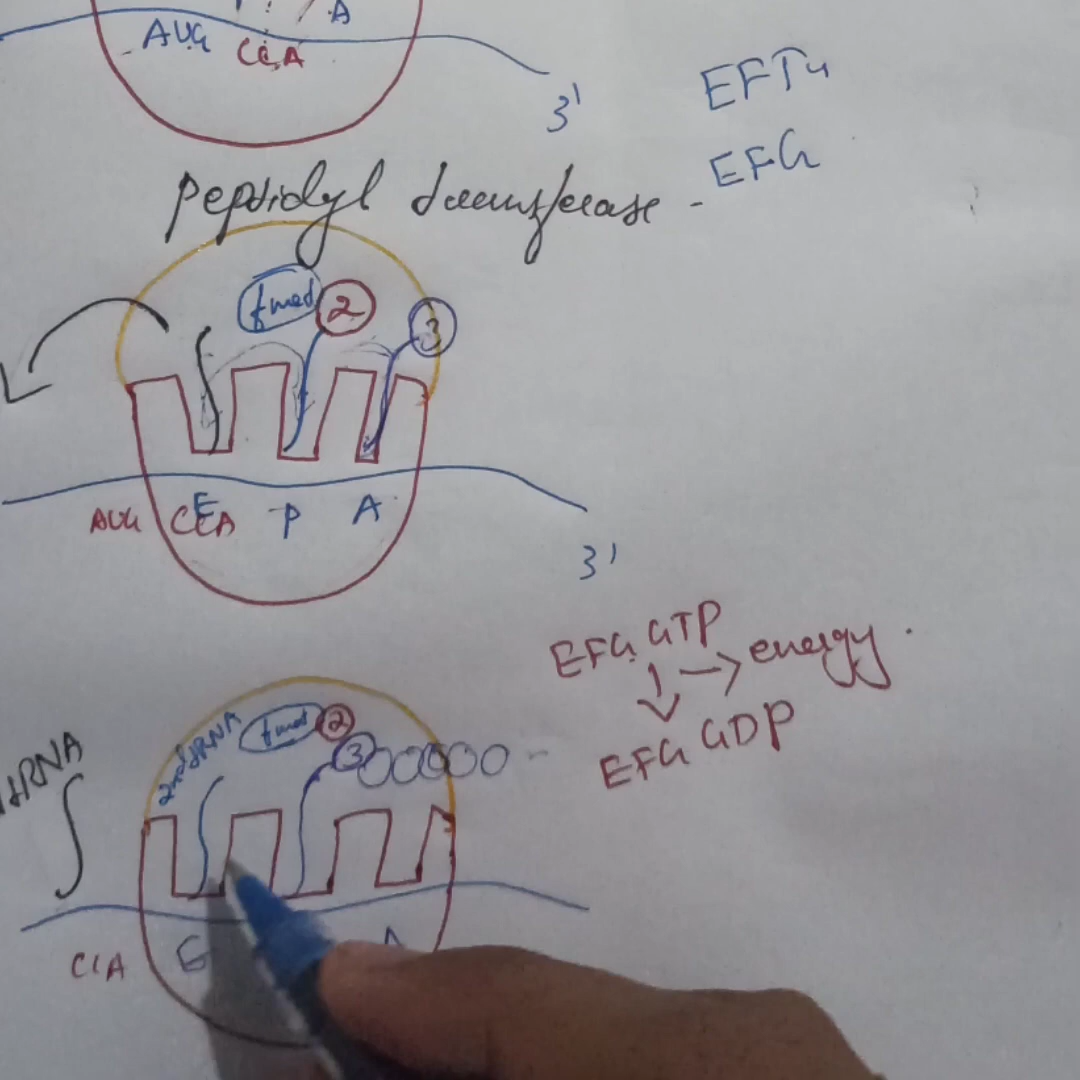 A
AUG CCA
3'
EFTu
EFG
Peptidyl transferase -
fmet 2
3
AUG CCA E P A
3'
EFG GTP → energy
EFG GDP
tRNA
2nd tRNA
fmet 2
3
CCA E A